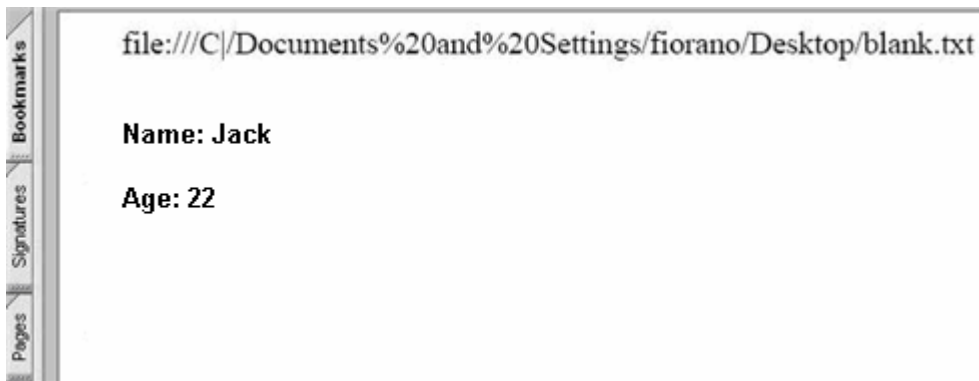 file:///C|/Documents%20and%20Settings/fiorano/Desktop/blank.txt
Name: Jack
Age: 22
Bookmarks
Signatures
Pages